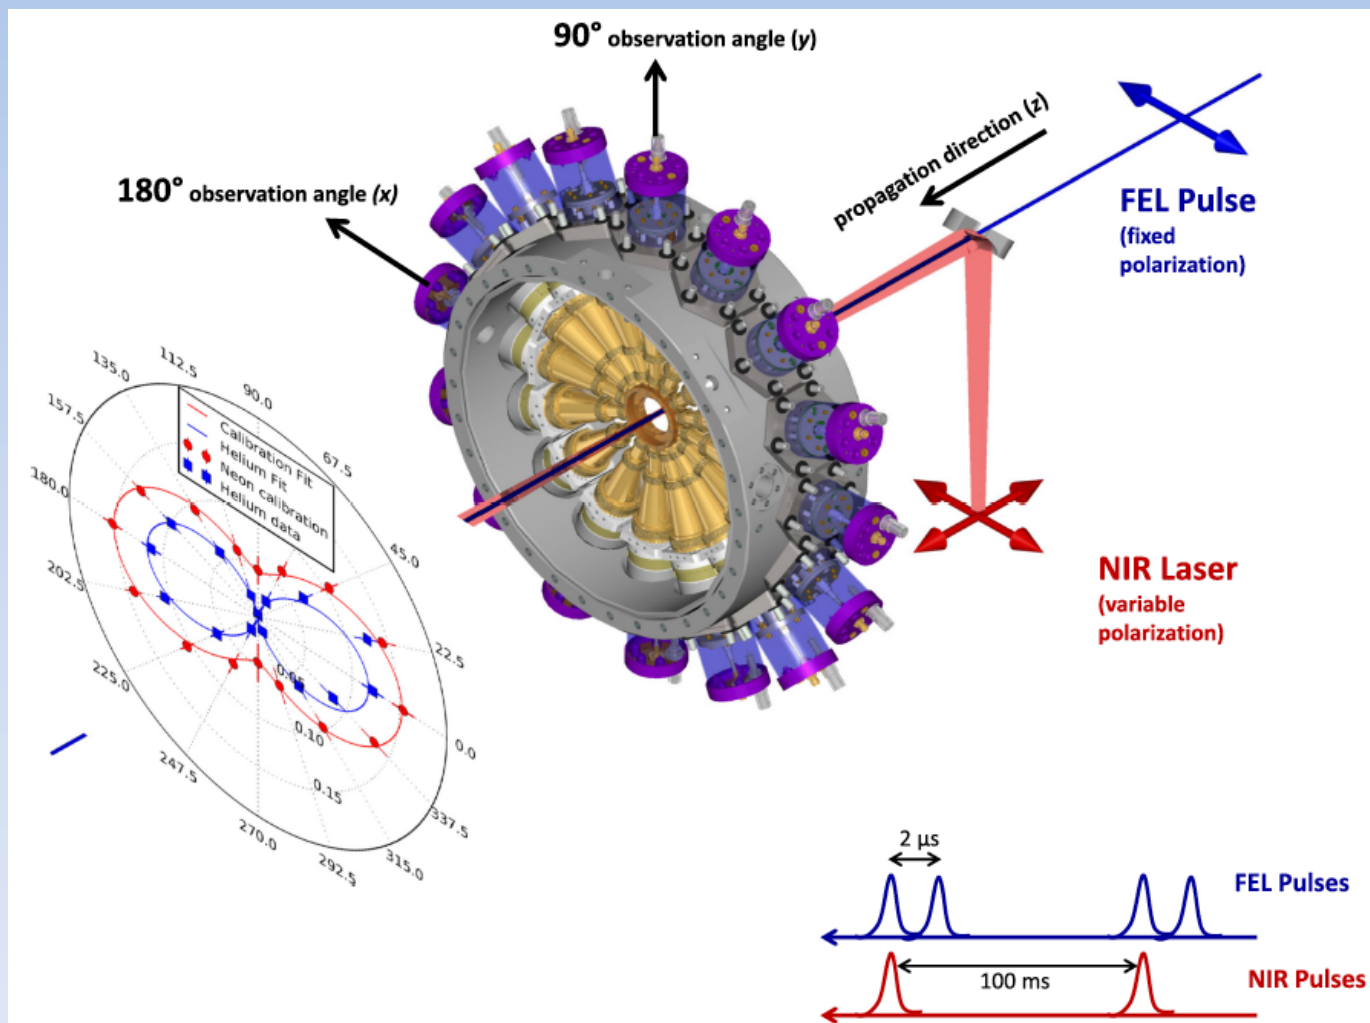 90° observation angle (y)
180° observation angle (x)
propagation direction (z)
FEL Pulse
(fixed
polarization)
NIR Laser
(variable
polarization)
Calibration Fit
Helium Fit
Neon calibration
Helium data
0.0
22.5
45.0
67.5
90.0
112.5
135.0
157.5
180.0
202.5
225.0
247.5
270.0
292.5
315.0
337.5
0.05
0.10
0.15
2 µs
FEL Pulses
100 ms
NIR Pulses